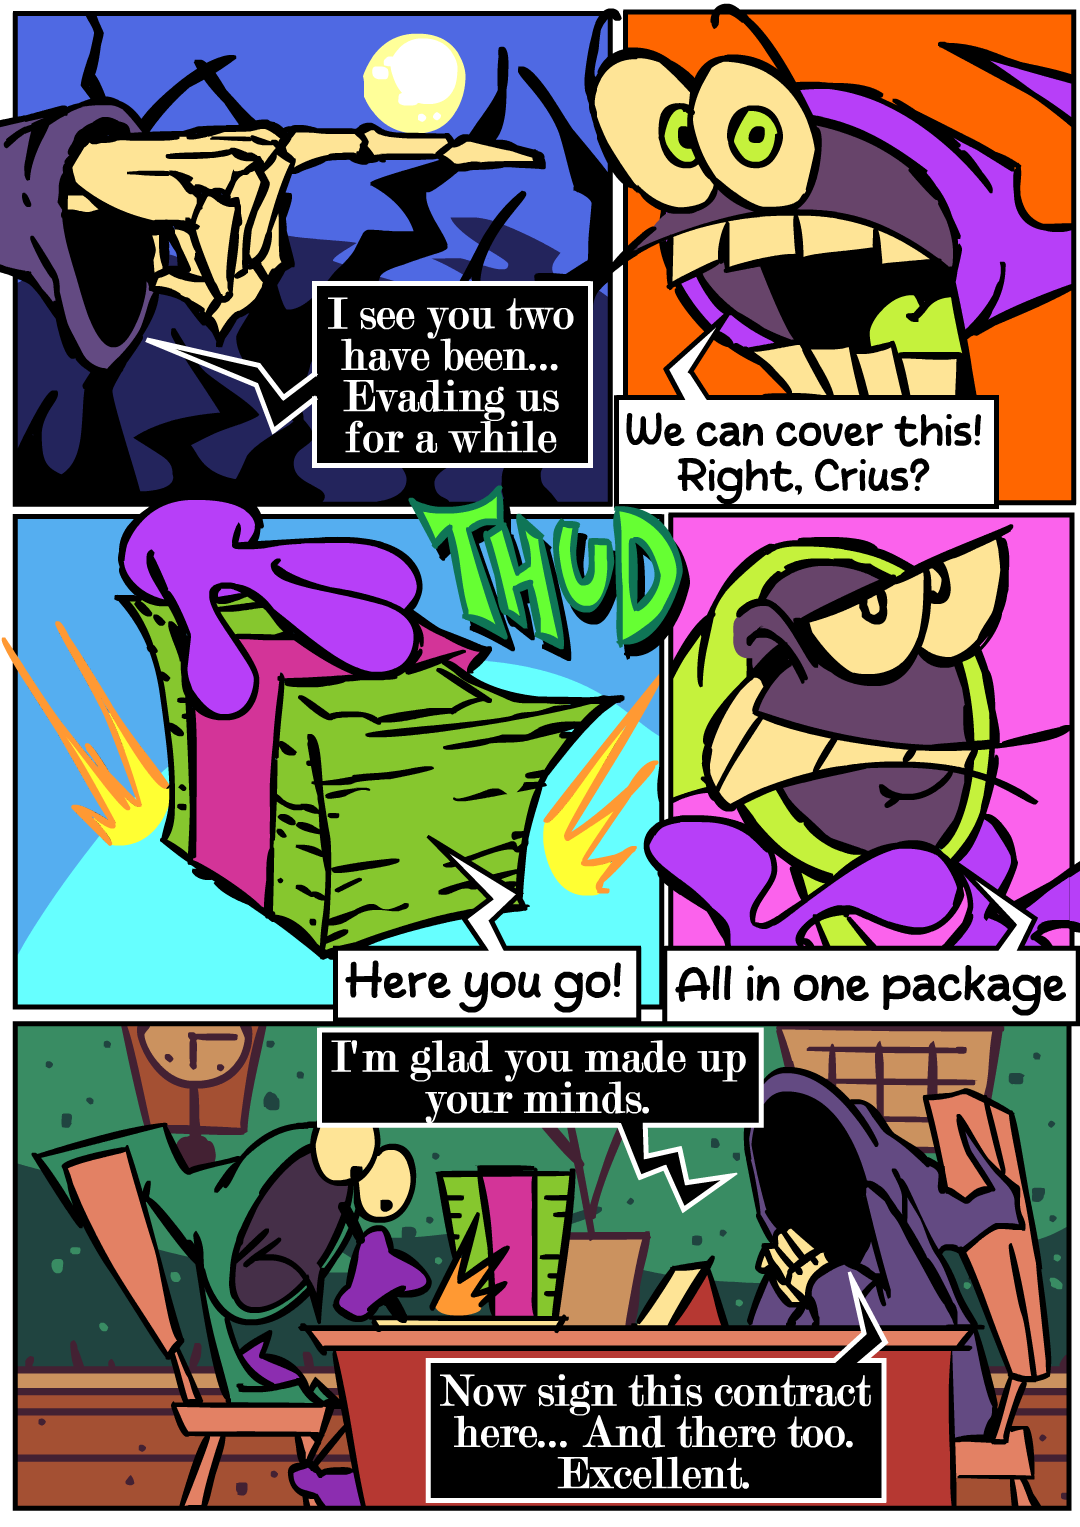 I see you two
have been...
Evading us
for a while
We can cover this!
Right, Crius?
THUD
Here you go!
All in one package
I'm glad you made up
your minds.
Now sign this contract
here... And there too.
Excellent.